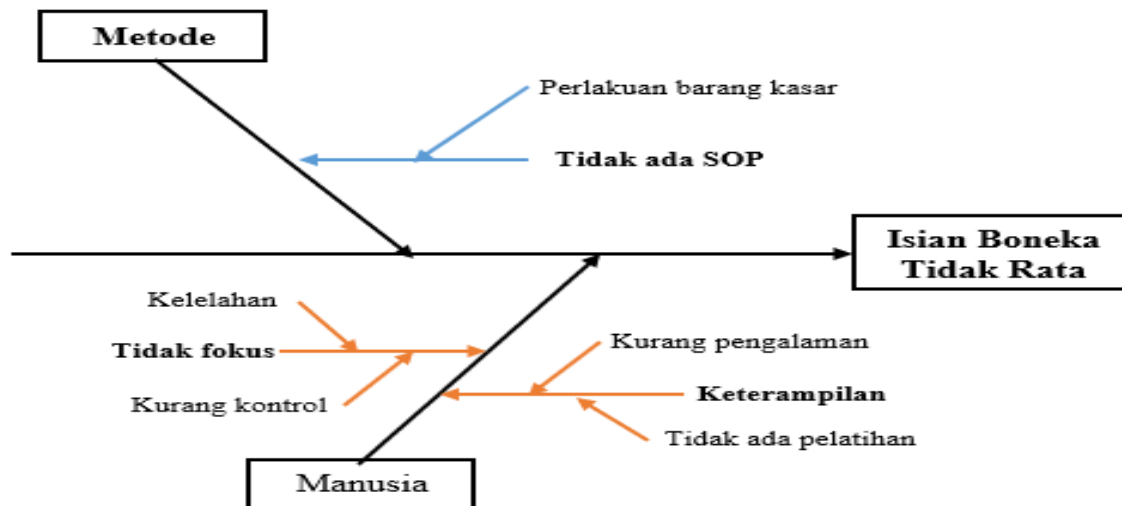 Metode
Perlakuan barang kasar
Tidak ada SOP
Isian Boneka
Tidak Rata
Kelelahan
Tidak fokus
Kurang kontrol
Kurang pengalaman
Keterampilan
Tidak ada pelatihan
Manusia